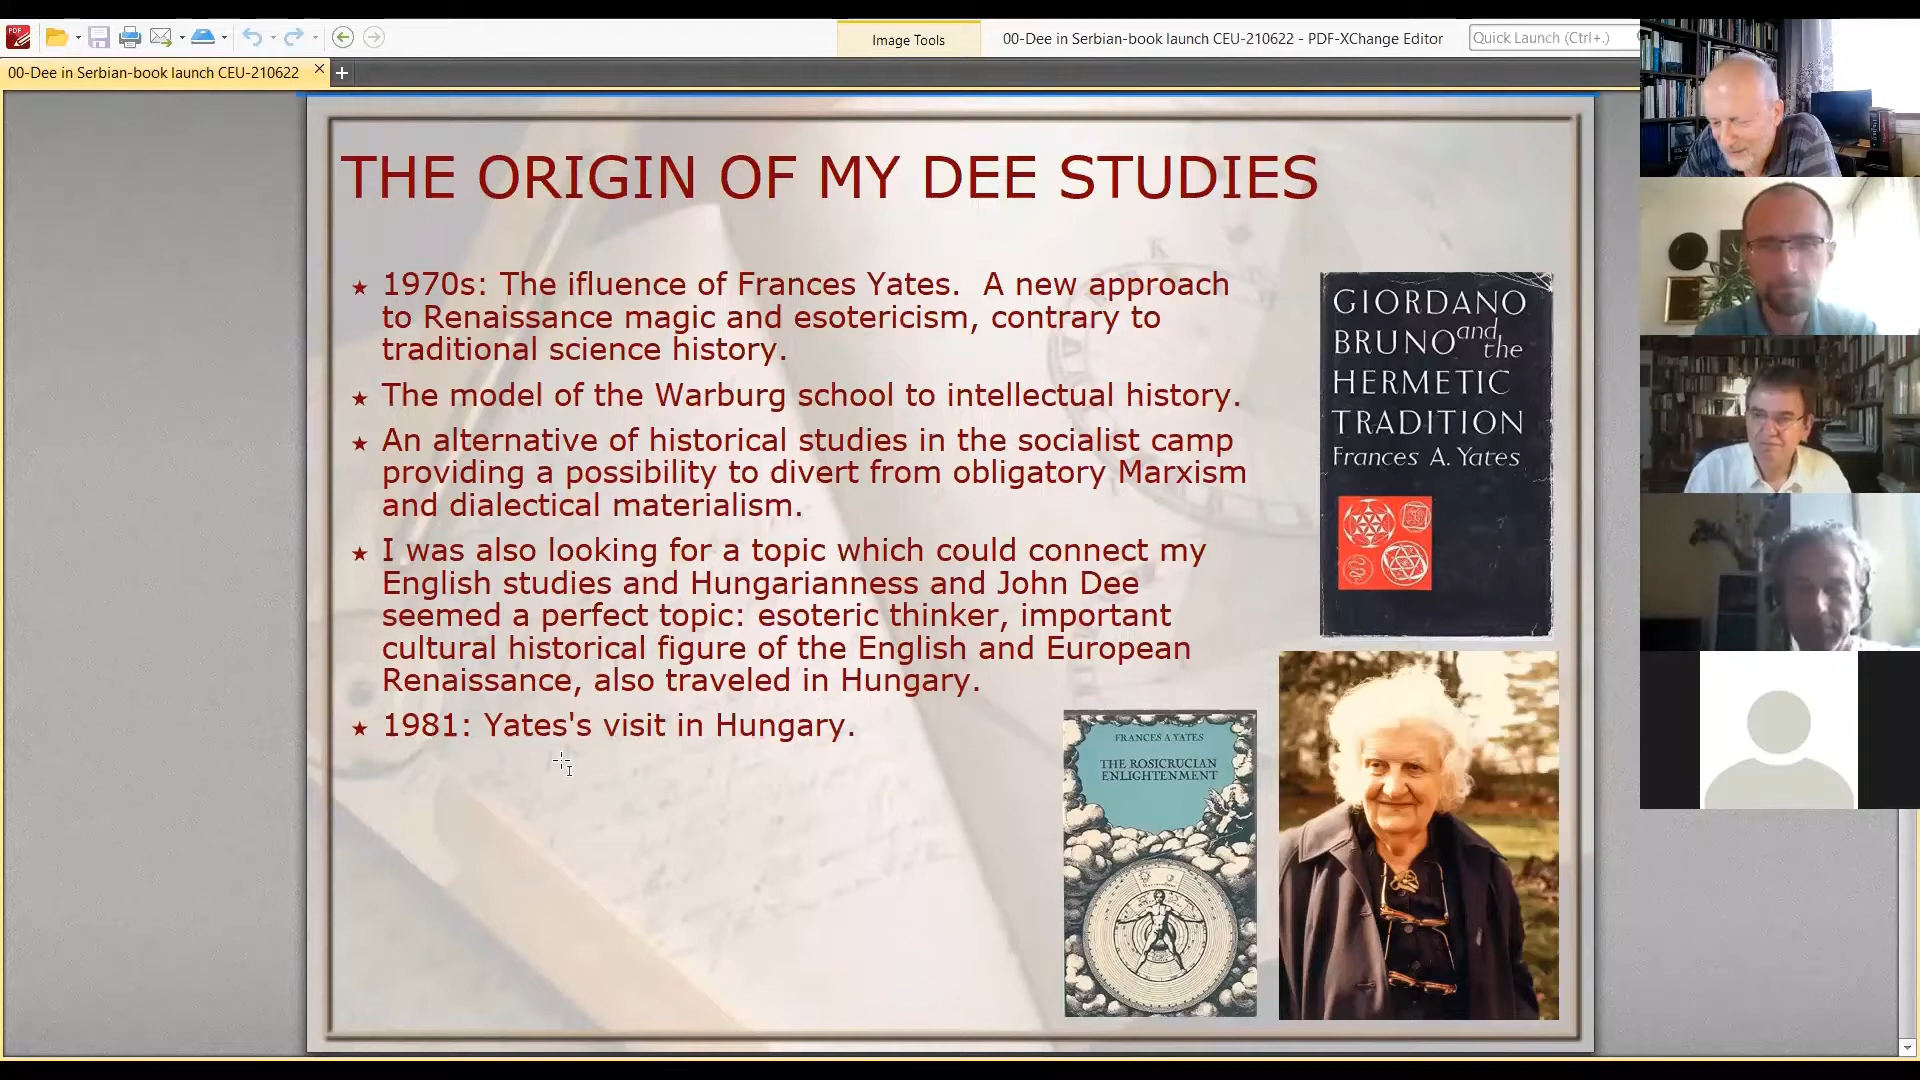 Image Tools
00-Dee in Serbian-book launch CEU-210622 - PDF-XChange Editor
Quick Launch (Ctrl+.)
00-Dee in Serbian-book launch CEU-210622
THE ORIGIN OF MY DEE STUDIES
1970s: The ifluence of Frances Yates.  A new approach
to Renaissance magic and esotericism, contrary to
traditional science history.
The model of the Warburg school to intellectual history.
An alternative of historical studies in the socialist camp
providing a possibility to divert from obligatory Marxism
and dialectical materialism.
I was also looking for a topic which could connect my
English studies and Hungarianness and John Dee
seemed a perfect topic: esoteric thinker, important
cultural historical figure of the English and European
Renaissance, also traveled in Hungary.
1981: Yates's visit in Hungary.
GIORDANO
BRUNO and the
HERMETIC
TRADITION
Frances A. Yates
FRANCES A YATES
THE ROSICRUCIAN
ENLIGHTENMENT